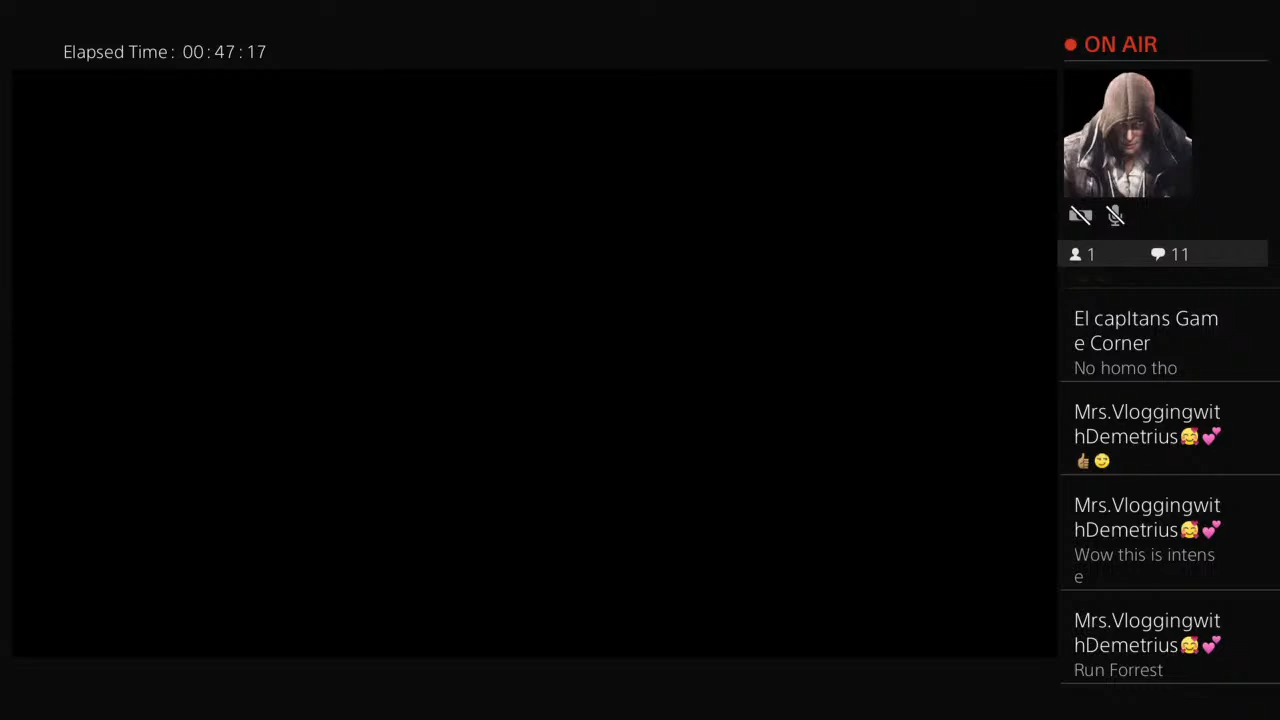 Elapsed Time: 00:47:17
ON AIR
1 11
El capItans Gam
e Corner
No homo tho
Mrs.Vloggingwit
hDemetrius🥰💕
👍🏽😊
Mrs.Vloggingwit
hDemetrius🥰💕
Wow this is intens
e
Mrs.Vloggingwit
hDemetrius🥰💕
Run Forrest